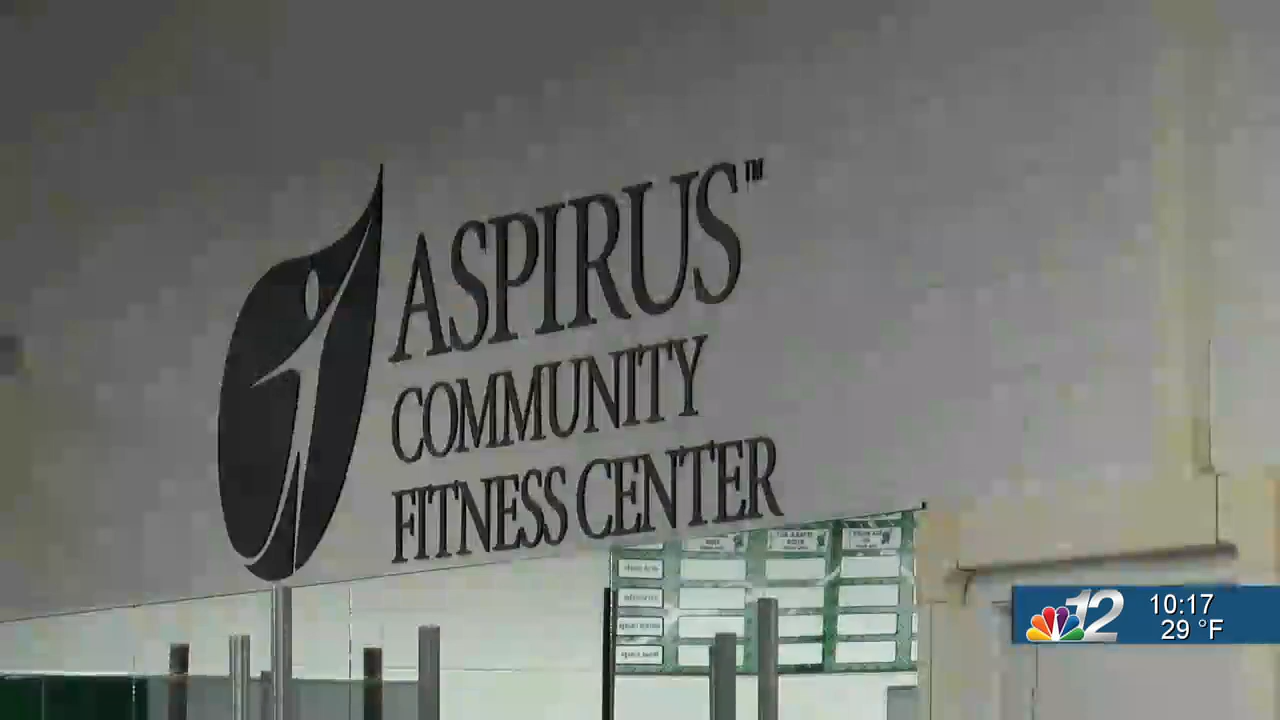 ASPIRUS™
COMMUNITY
FITNESS CENTER
12
10:17
29 °F